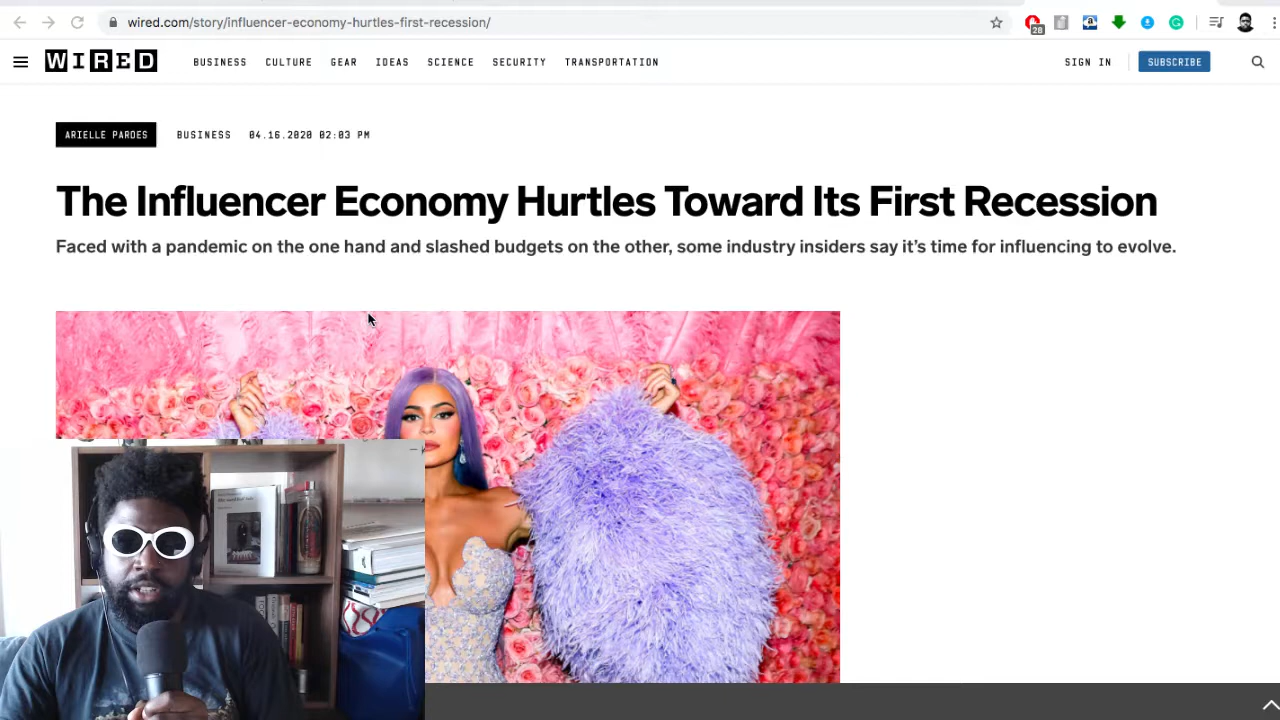 wired.com/story/influencer-economy-hurtles-first-recession/
28
WIRED
BUSINESS CULTURE GEAR IDEAS SCIENCE SECURITY TRANSPORTATION
SIGN IN SUBSCRIBE
ARIELLE PARDES BUSINESS 04.16.2020 02:03 PM
The Influencer Economy Hurtles Toward Its First Recession
Faced with a pandemic on the one hand and slashed budgets on the other, some industry insiders say it's time for influencing to evolve.